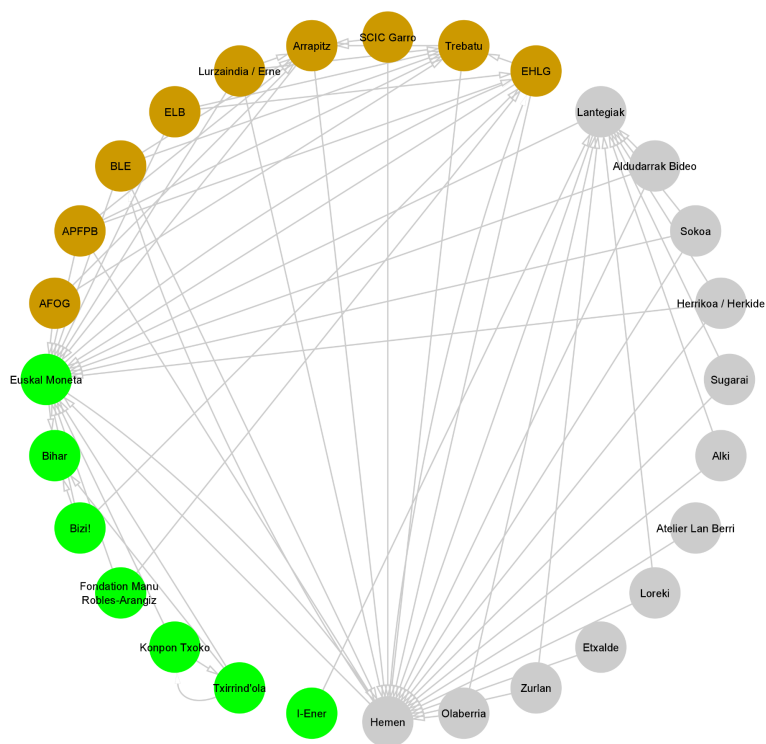 SCIC Garro
Arrapitz
Trebatu
Lurzaindia / Erne
EHLG
ELB
Lantegiak
BLE
Aldudarrak Bideo
APFPB
Sokoa
AFOG
Herrikoa / Herkide
Euskal Moneta
Sugarai
Bihar
Alki
Bizi!
Atelier Lan Berri
Fondation Manu
Robles-Arangiz
Loreki
Konpon Txoko
Etxalde
Txirrind'ola
Zurlan
I-Ener
Olaberria
Hemen